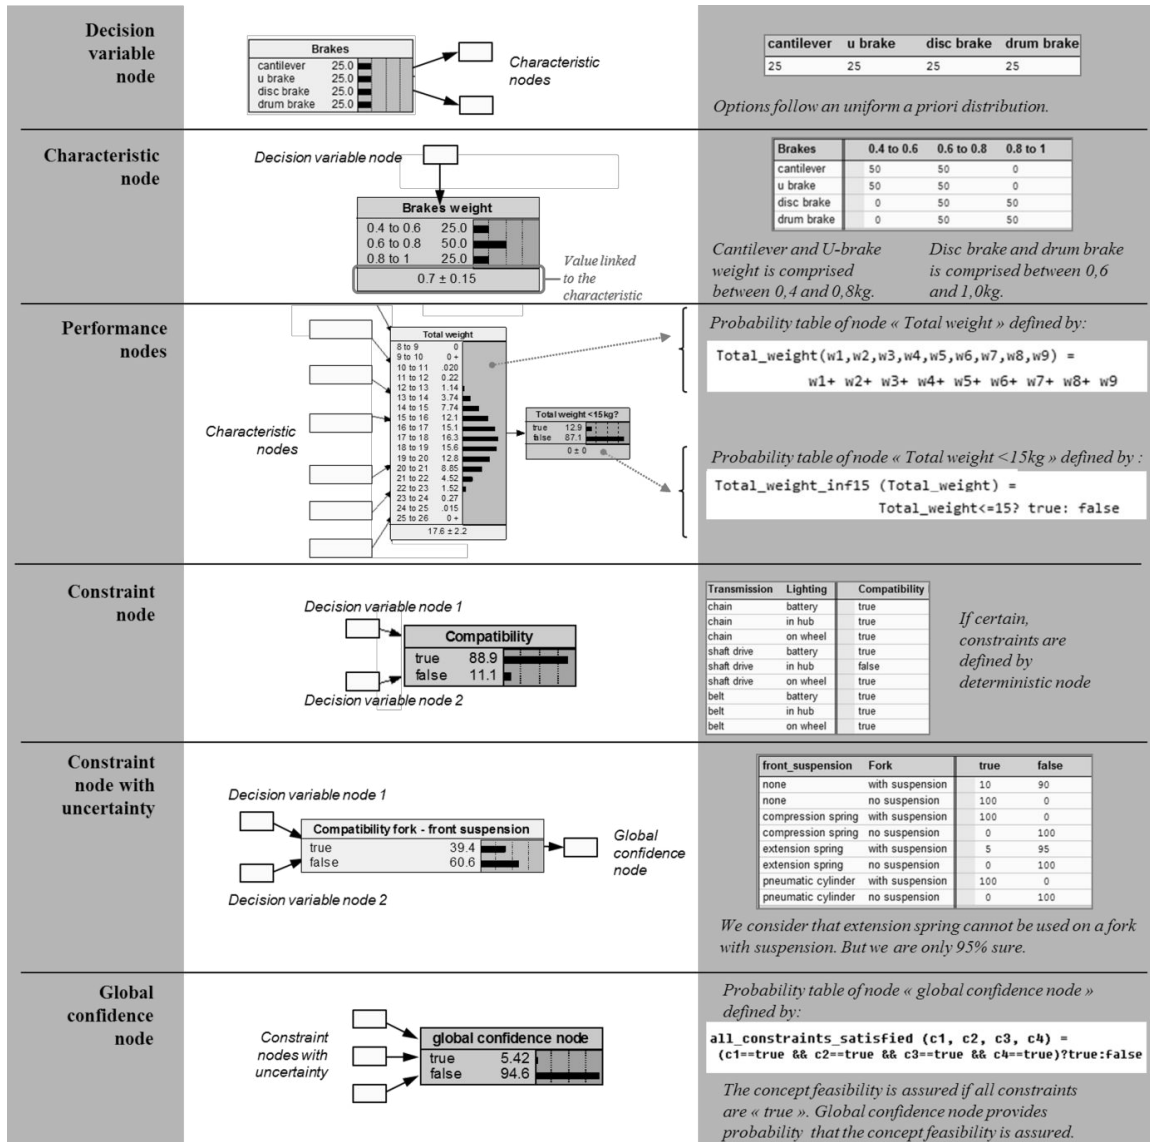 Decision
variable
node
Brakes
cantilever 25.0
u brake 25.0
disc brake 25.0
drum brake 25.0
Characteristic
nodes
cantilever u brake disc brake drum brake
25 25 25 25
Options follow an uniform a priori distribution.
Characteristic
node
Decision variable node
Brakes weight
0.4 to 0.6 25.0
0.6 to 0.8 50.0
0.8 to 1 25.0
0.7 ± 0.15
Value linked
to the
characteristic
Brakes 0.4 to 0.6 0.6 to 0.8 0.8 to 1
cantilever 50 50 0
u brake 50 50 0
disc brake 0 50 50
drum brake 0 50 50
Cantilever and U-brake
weight is comprised
between 0,4 and 0,8kg.
Disc brake and drum brake
is comprised between 0,6
and 1,0kg.
Performance
nodes
Characteristic
nodes
Total weight
8 to 9 0
9 to 10 0 +
10 to 11 .020
11 to 12 0.22
12 to 13 1.14
13 to 14 3.74
14 to 15 7.74
15 to 16 12.1
16 to 17 15.1
17 to 18 16.3
18 to 19 15.6
19 to 20 12.8
20 to 21 8.85
21 to 22 4.52
22 to 23 1.52
23 to 24 0.27
24 to 25 .015
25 to 26 0 +
17.6 ± 2.2
Total weight <15kg?
true 12.9
false 87.1
0 ± 0
Probability table of node « Total weight » defined by:
Total_weight(w1,w2,w3,w4,w5,w6,w7,w8,w9) =
w1+ w2+ w3+ w4+ w5+ w6+ w7+ w8+ w9
Probability table of node « Total weight <15kg » defined by :
Total_weight_inf15 (Total_weight) =
Total_weight<=15? true: false
Constraint
node
Decision variable node 1
Compatibility
true 88.9
false 11.1
Decision variable node 2
Transmission Lighting Compatibility
chain battery true
chain in hub true
chain on wheel true
shaft drive battery true
shaft drive in hub false
shaft drive on wheel true
belt battery true
belt in hub true
belt on wheel true
If certain,
constraints are
defined by
deterministic node
Constraint
node with
uncertainty
Decision variable node 1
Compatibility fork - front suspension
true 39.4
false 60.6
Decision variable node 2
Global
confidence
node
front_suspension Fork true false
none with suspension 10 90
none no suspension 100 0
compression spring with suspension 100 0
compression spring no suspension 0 100
extension spring with suspension 5 95
extension spring no suspension 0 100
pneumatic cylinder with suspension 100 0
pneumatic cylinder no suspension 0 100
We consider that extension spring cannot be used on a fork
with suspension. But we are only 95% sure.
Global
confidence
node
Constraint
nodes with
uncertainty
global confidence node
true 5.42
false 94.6
Probability table of node « global confidence node »
defined by:
all_constraints_satisfied (c1, c2, c3, c4) =
(c1==true && c2==true && c3==true && c4==true)?true:false
The concept feasibility is assured if all constraints
are « true ». Global confidence node provides
probability that the concept feasibility is assured.